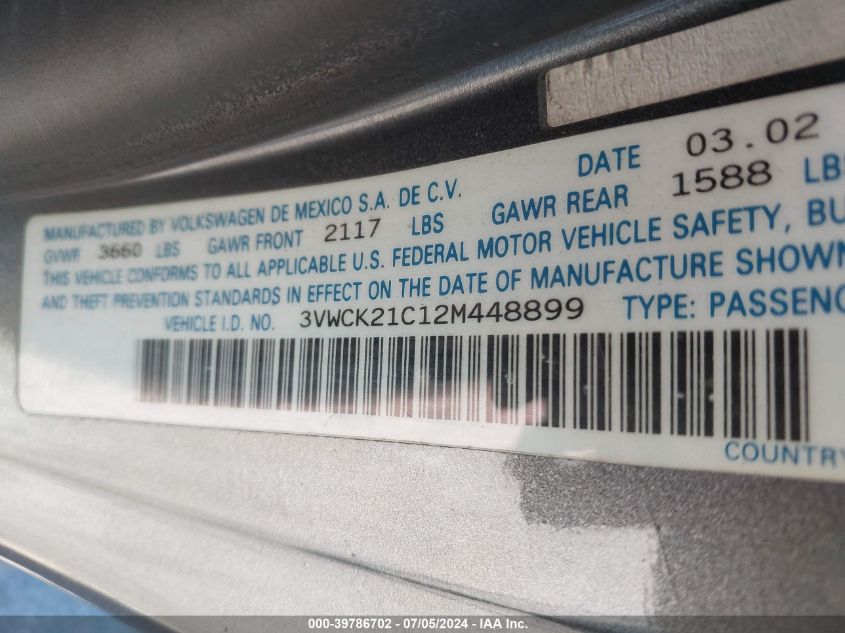 MANUFACTURED BY VOLKSWAGEN DE MEXICO S.A. DE C.V. DATE 03.02
GVWR 3660 LBS GAWR FRONT 2117 LBS GAWR REAR 1588 LBS
THIS VEHICLE CONFORMS TO ALL APPLICABLE U.S. FEDERAL MOTOR VEHICLE SAFETY, BU
AND THEFT PREVENTION STANDARDS IN EFFECT ON THE DATE OF MANUFACTURE SHOWN
VEHICLE I.D. NO. 3VWCK21C12M448899 TYPE: PASSENG
COUNTRY
000-39786702 - 07/05/2024 - IAA Inc.